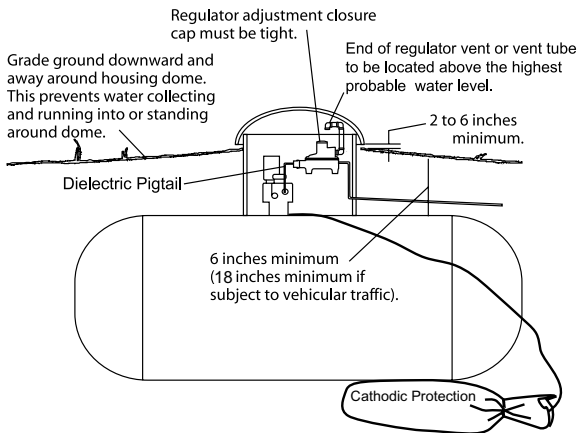 Regulator adjustment closure
cap must be tight.
Grade ground downward and
away around housing dome.
This prevents water collecting
and running into or standing
around dome.
End of regulator vent or vent tube
to be located above the highest
probable water level.
2 to 6 inches
minimum.
Dielectric Pigtail
6 inches minimum
(18 inches minimum if
subject to vehicular traffic).
Cathodic Protection